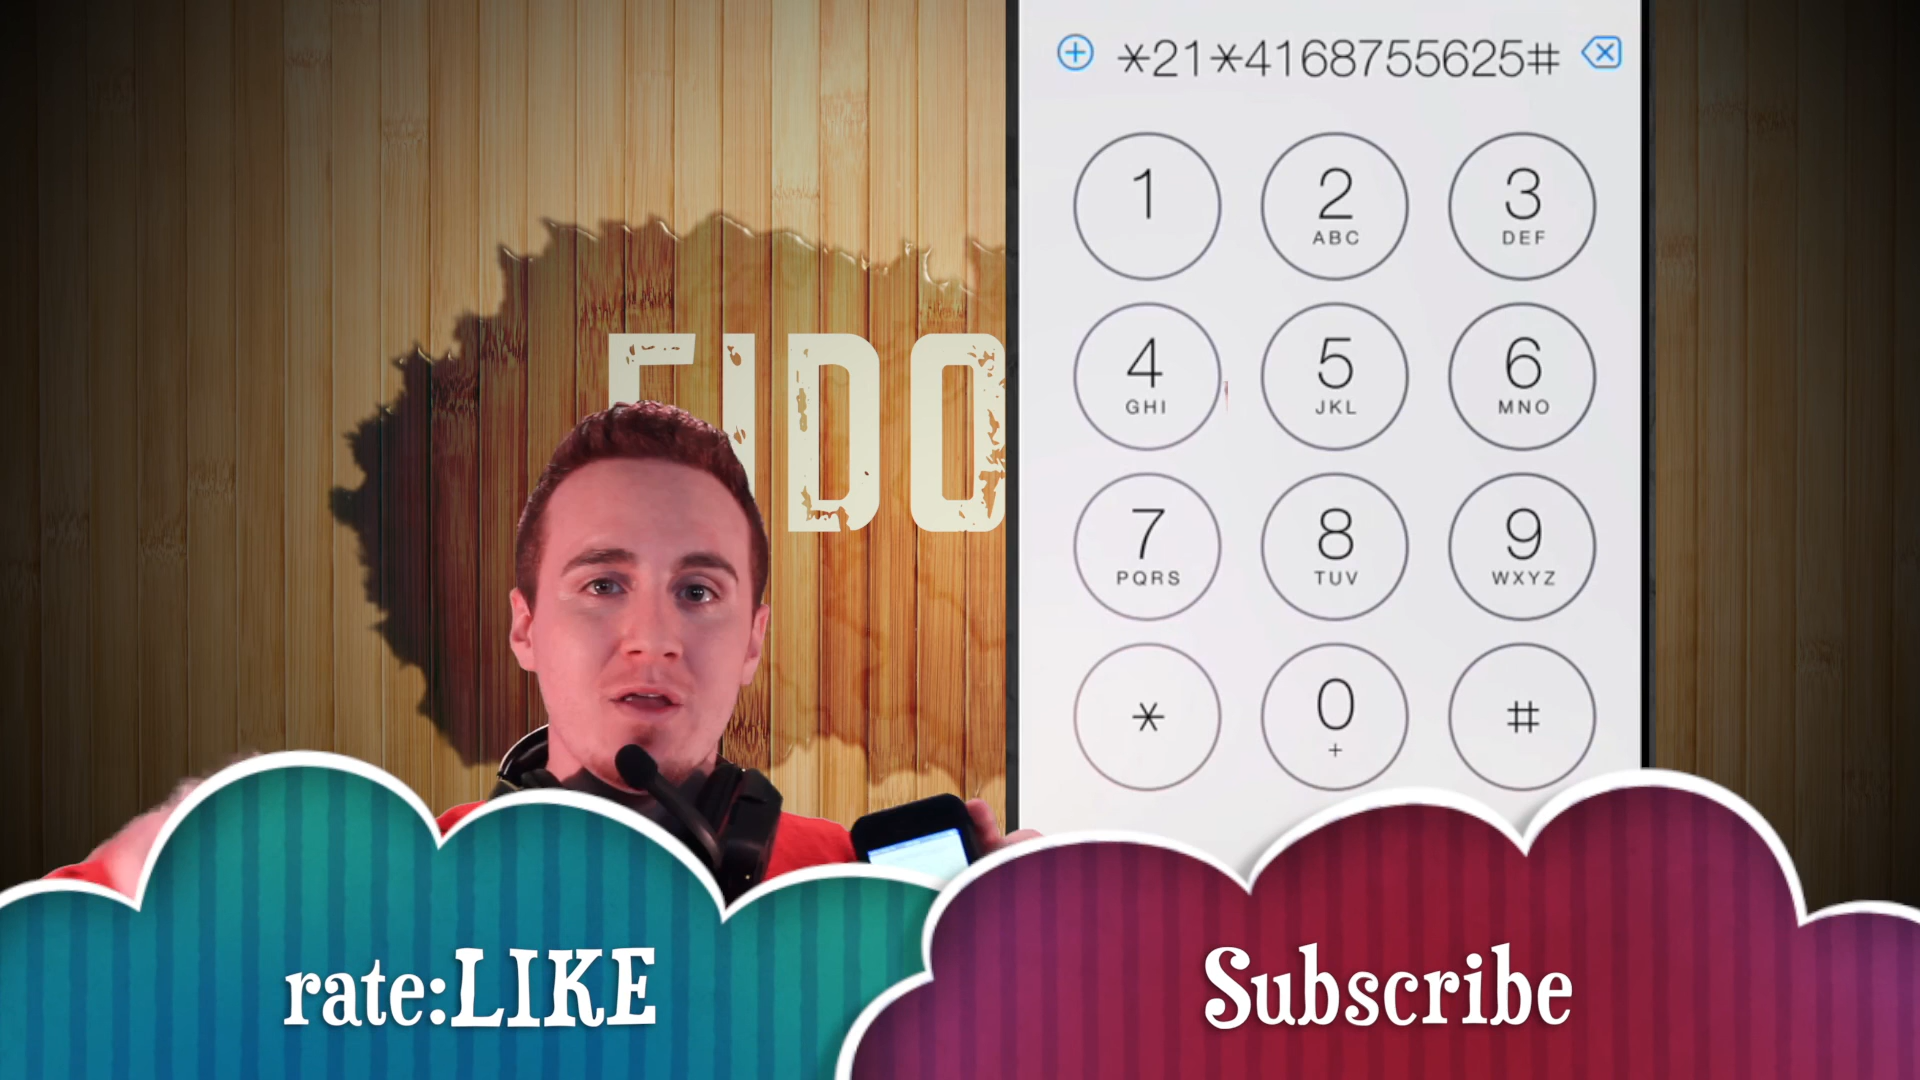 *21*4168755625#
1
2
ABC
3
DEF
4
GHI
5
JKL
6
MNO
7
PQRS
8
TUV
9
WXYZ
*
0
+
#
FIDO
rate:LIKE
Subscribe